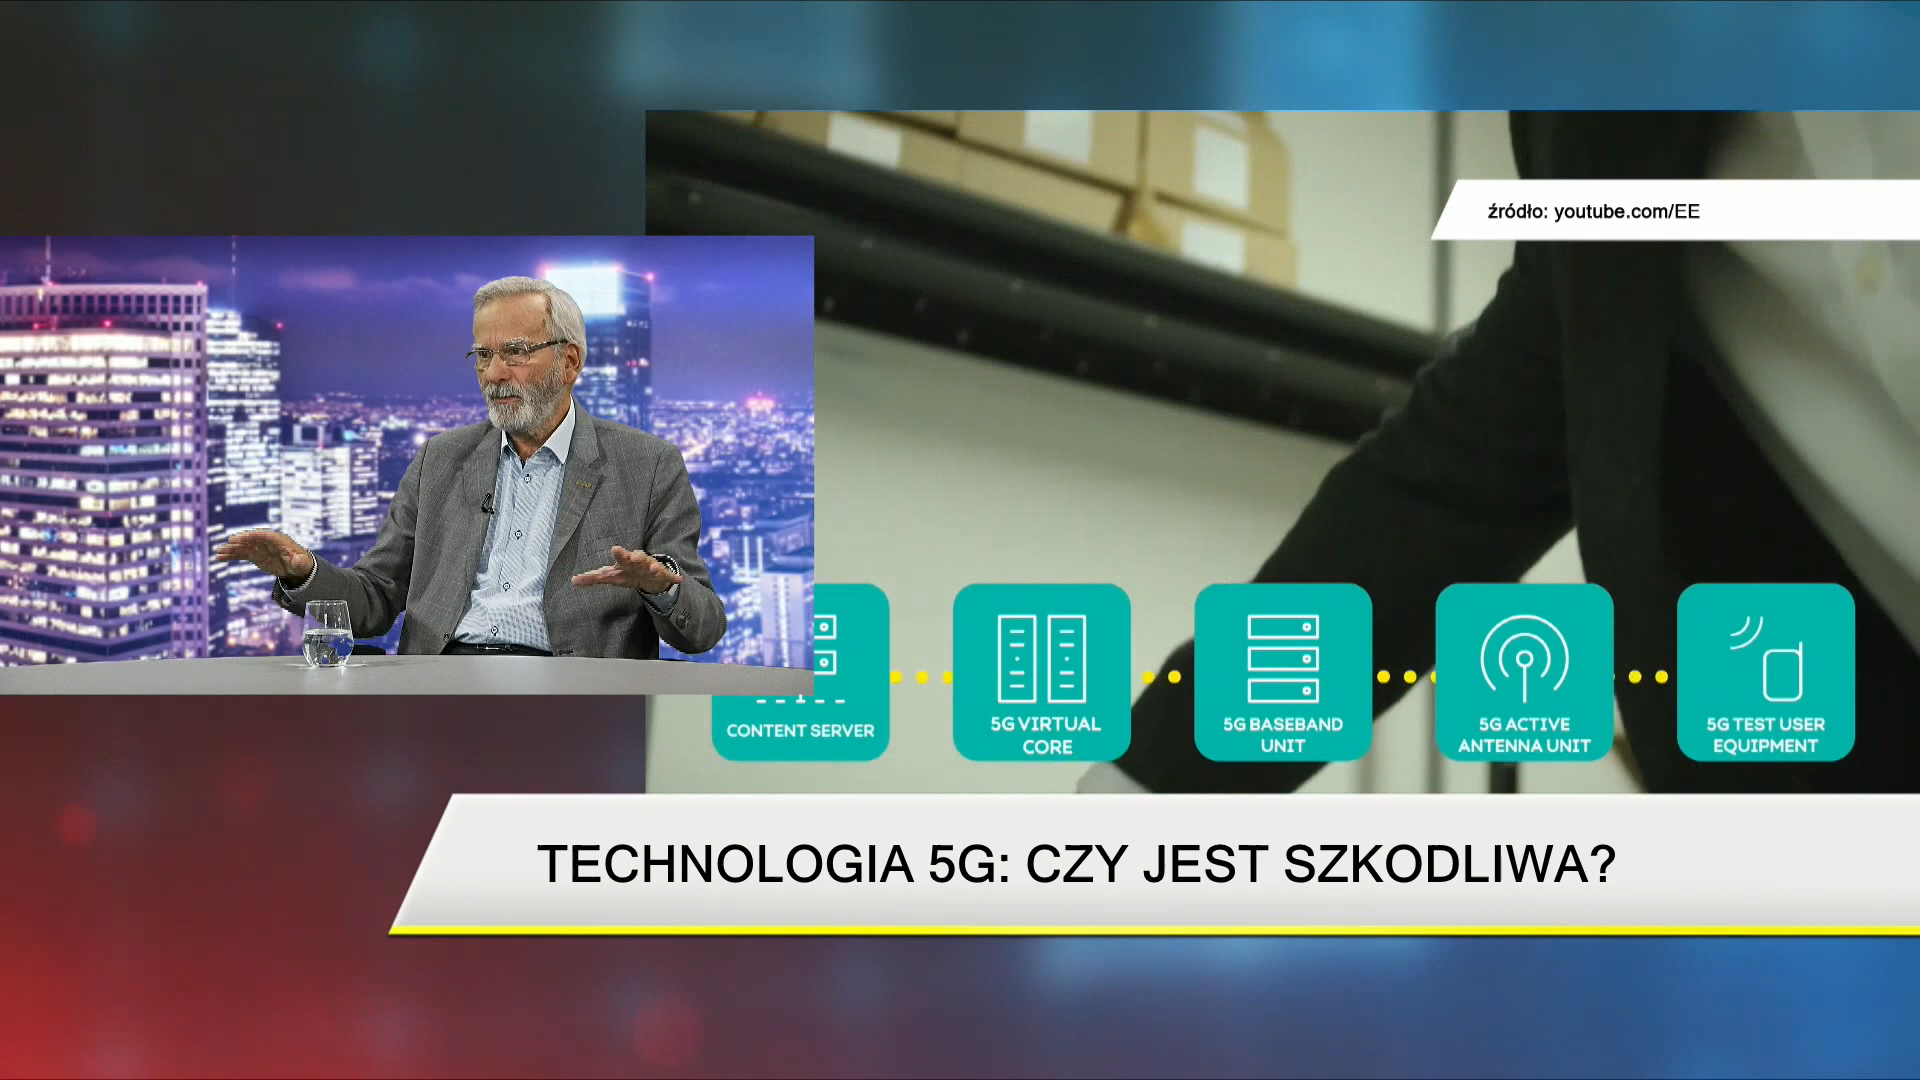 źródło: youtube.com/EE
CONTENT SERVER
5G VIRTUAL
CORE
5G BASEBAND
UNIT
5G ACTIVE
ANTENNA UNIT
5G TEST USER
EQUIPMENT
TECHNOLOGIA 5G: CZY JEST SZKODLIWA?